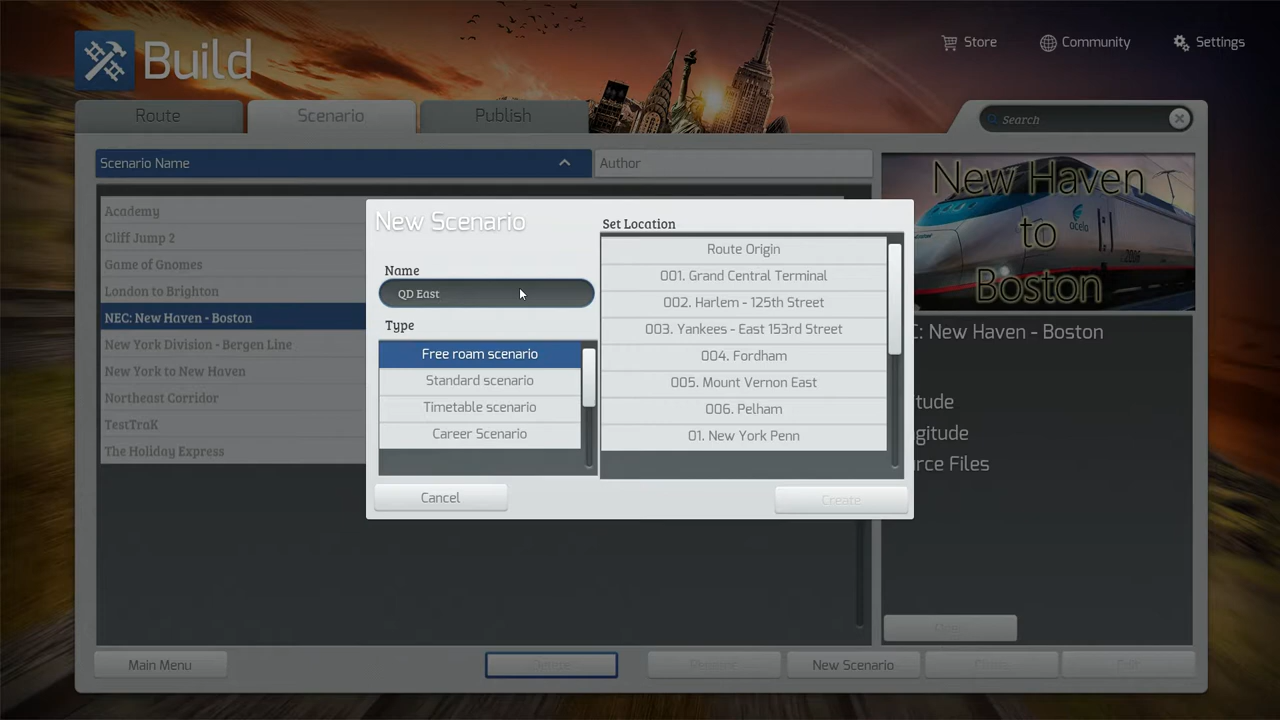 Build
Store
Community
Settings
Route
Scenario
Publish
Search
Scenario Name
Author
Academy
Cliff Jump 2
Game of Gnomes
London to Brighton
NEC: New Haven - Boston
New York Division - Bergen Line
New York to New Haven
Northeast Corridor
TestTraK
The Holiday Express
New Scenario
Name
QD East
Type
Free roam scenario
Standard scenario
Timetable scenario
Career Scenario
Cancel
Set Location
Route Origin
001. Grand Central Terminal
002. Harlem - 125th Street
003. Yankees - East 153rd Street
004. Fordham
005. Mount Vernon East
006. Pelham
01. New York Penn
Create
New Haven
to
Boston
acela
2006
C: New Haven - Boston
tude
gitude
rce Files
Main Menu
New Scenario
Edit